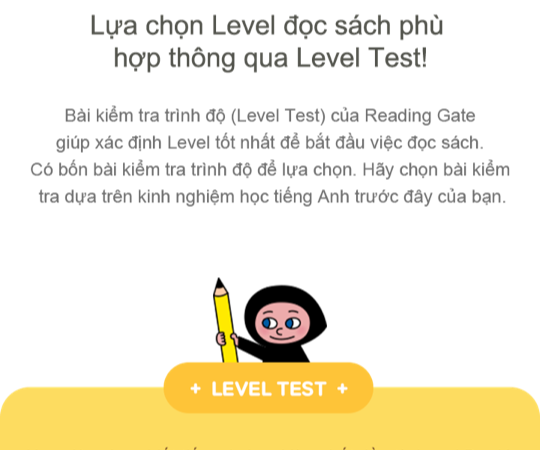 Lựa chọn Level đọc sách phù
hợp thông qua Level Test!
Bài kiểm tra trình độ (Level Test) của Reading Gate
giúp xác định Level tốt nhất để bắt đầu việc đọc sách.
Có bốn bài kiểm tra trình độ để lựa chọn. Hãy chọn bài kiểm
tra dựa trên kinh nghiệm học tiếng Anh trước đây của bạn.
+ LEVEL TEST +